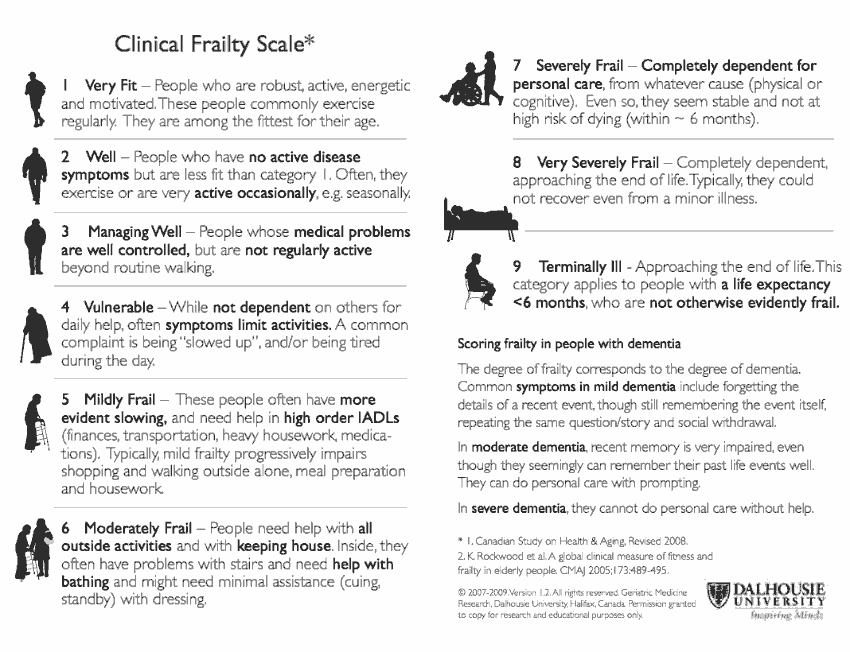 Clinical Frailty Scale*
1 Very Fit – People who are robust, active, energetic
and motivated. These people commonly exercise
regularly. They are among the fittest for their age.
2 Well – People who have no active disease
symptoms but are less fit than category 1. Often, they
exercise or are very active occasionally, e.g. seasonally.
3 Managing Well – People whose medical problems
are well controlled, but are not regularly active
beyond routine walking.
4 Vulnerable – While not dependent on others for
daily help, often symptoms limit activities. A common
complaint is being “slowed up”, and/or being tired
during the day.
5 Mildly Frail – These people often have more
evident slowing, and need help in high order IADLs
(finances, transportation, heavy housework, medica-
tions). Typically, mild frailty progressively impairs
shopping and walking outside alone, meal preparation
and housework.
6 Moderately Frail – People need help with all
outside activities and with keeping house. Inside, they
often have problems with stairs and need help with
bathing and might need minimal assistance (cuing,
standby) with dressing.
7 Severely Frail – Completely dependent for
personal care, from whatever cause (physical or
cognitive). Even so, they seem stable and not at
high risk of dying (within ~ 6 months).
8 Very Severely Frail – Completely dependent,
approaching the end of life. Typically, they could
not recover even from a minor illness.
9 Terminally Ill - Approaching the end of life. This
category applies to people with a life expectancy
<6 months, who are not otherwise evidently frail.
Scoring frailty in people with dementia
The degree of frailty corresponds to the degree of dementia.
Common symptoms in mild dementia include forgetting the
details of a recent event, though still remembering the event itself,
repeating the same question/story and social withdrawal.
In moderate dementia, recent memory is very impaired, even
though they seemingly can remember their past life events well.
They can do personal care with prompting.
In severe dementia, they cannot do personal care without help.
* 1. Canadian Study on Health & Aging, Revised 2008.
2. K. Rockwood et al. A global clinical measure of fitness and
frailty in elderly people. CMAJ 2005;173:489-495.
© 2007-2009. Version 1.2. All rights reserved. Geriatric Medicine
Research, Dalhousie University, Halifax, Canada. Permission granted
to copy for research and educational purposes only.
DALHOUSIE
UNIVERSITY
Inspiring Minds